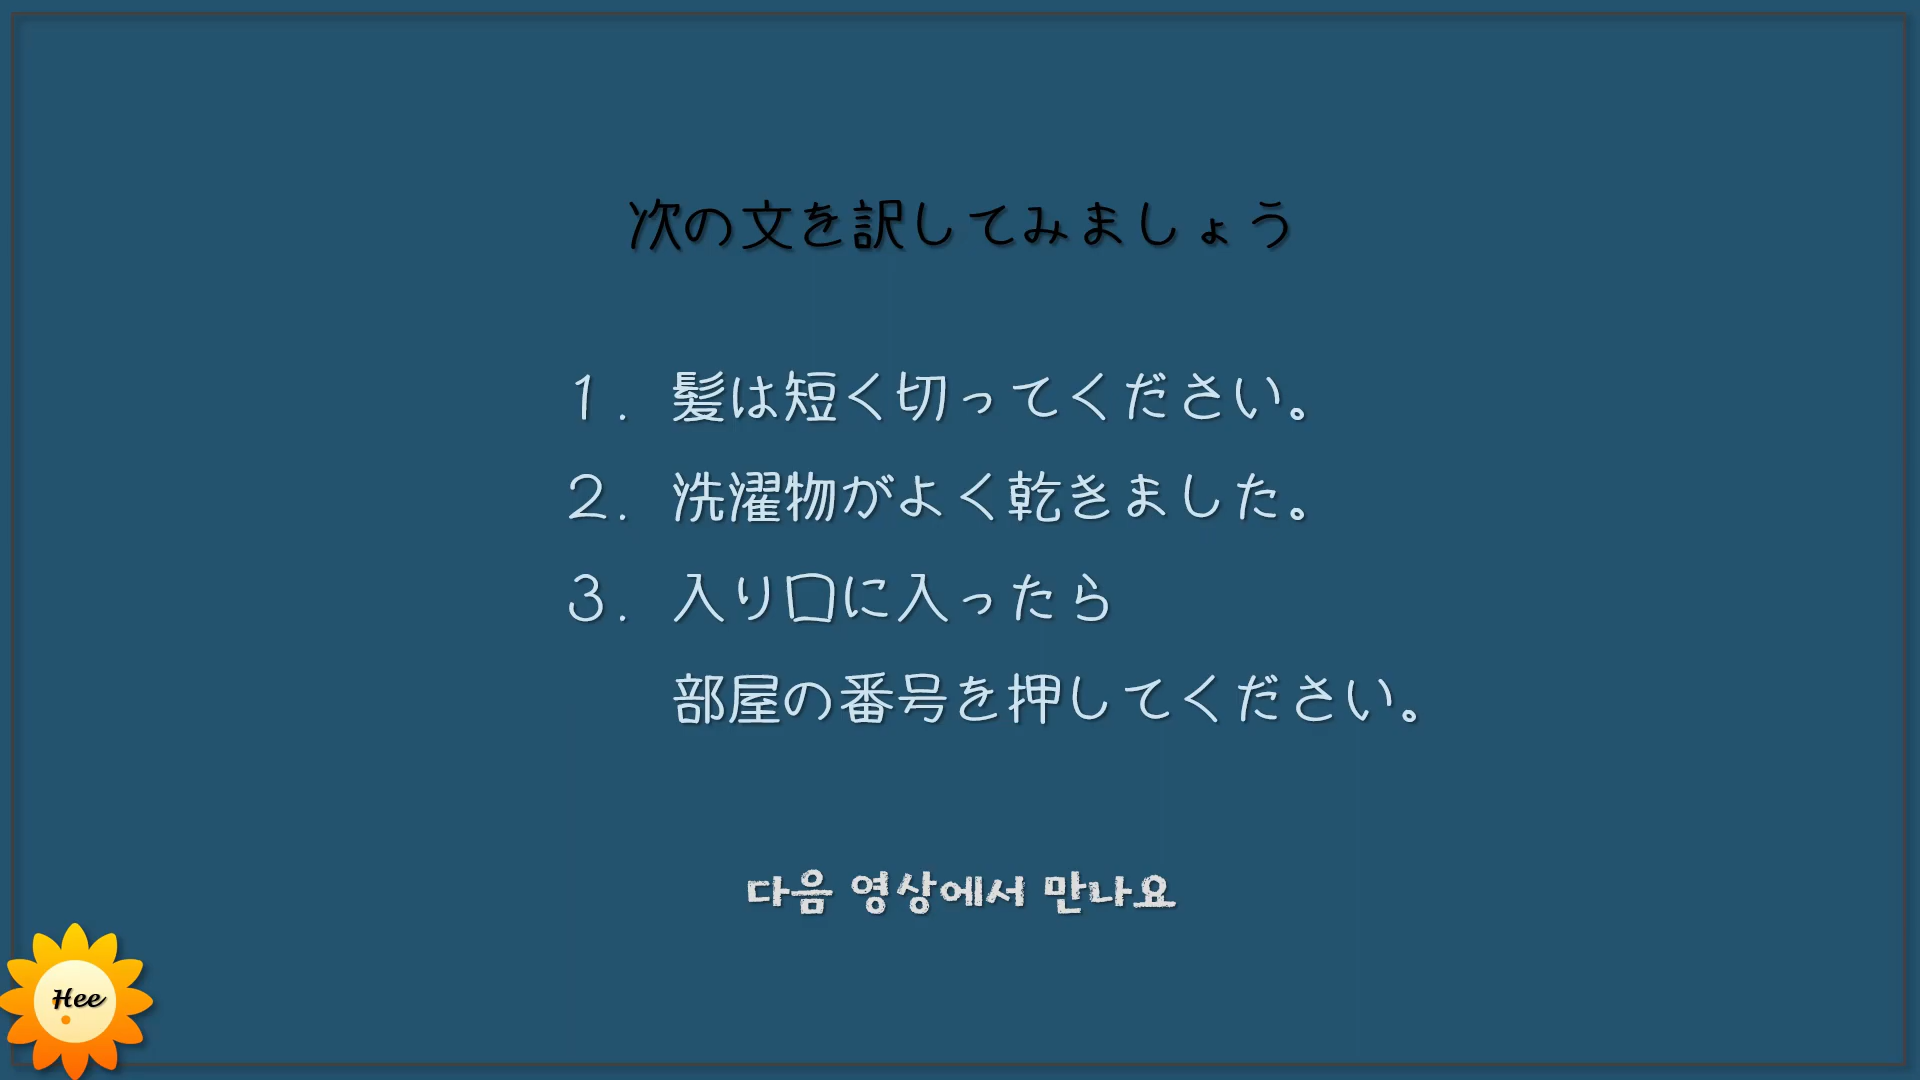 次の文を訳してみましょう
１．髪は短く切ってください。
２．洗濯物がよく乾きました。
３．入り口に入ったら
部屋の番号を押してください。
다음 영상에서 만나요
Hee